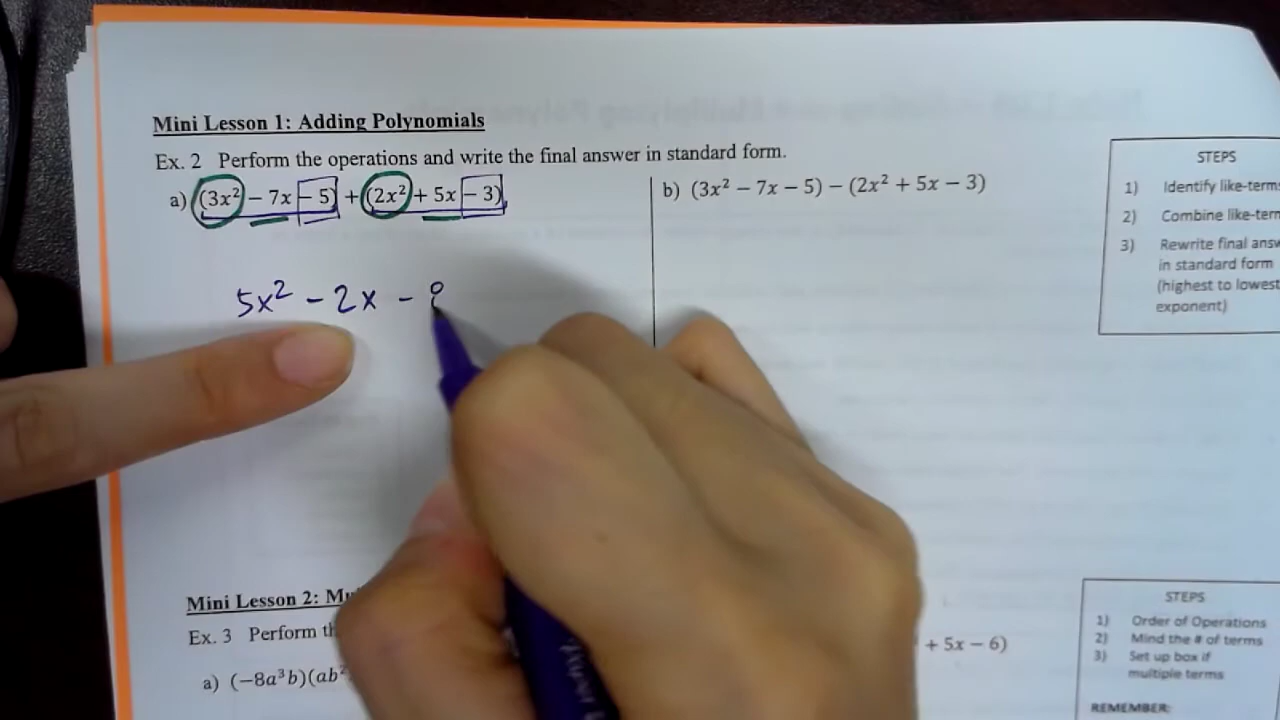 Mini Lesson 1: Adding Polynomials
Ex. 2 Perform the operations and write the final answer in standard form.
a) (3x² − 7x − 5) + (2x² + 5x − 3)
5x² − 2x − 8
b) (3x² − 7x − 5) − (2x² + 5x − 3)
STEPS
1) Identify like-terms
2) Combine like-term
3) Rewrite final answ
in standard form
(highest to lowest
exponent)
Mini Lesson 2: Mu
Ex. 3 Perform th
a) (−8a³b)(ab²
+ 5x − 6)
STEPS
1) Order of Operations
2) Mind the # of terms
3) Set up box if
multiple terms
REMEMBER: